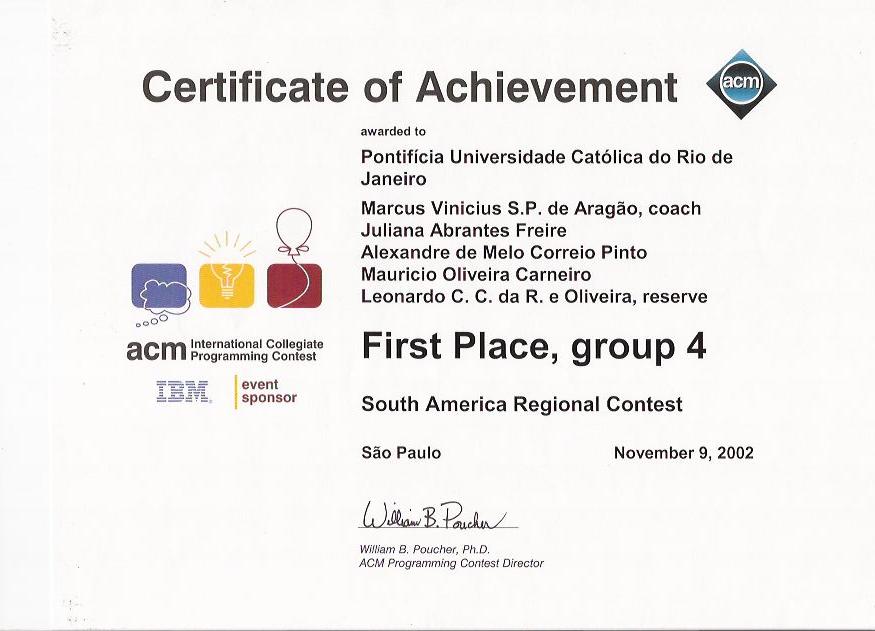 Certificate of Achievement
acm
awarded to
Pontifícia Universidade Católica do Rio de
Janeiro
Marcus Vinicius S.P. de Aragão, coach
Juliana Abrantes Freire
Alexandre de Melo Correio Pinto
Mauricio Oliveira Carneiro
Leonardo C. C. da R. e Oliveira, reserve
acm International Collegiate
Programming Contest
IBM.
event
sponsor
First Place, group 4
South America Regional Contest
São Paulo November 9, 2002
William B. Poucher
William B. Poucher, Ph.D.
ACM Programming Contest Director